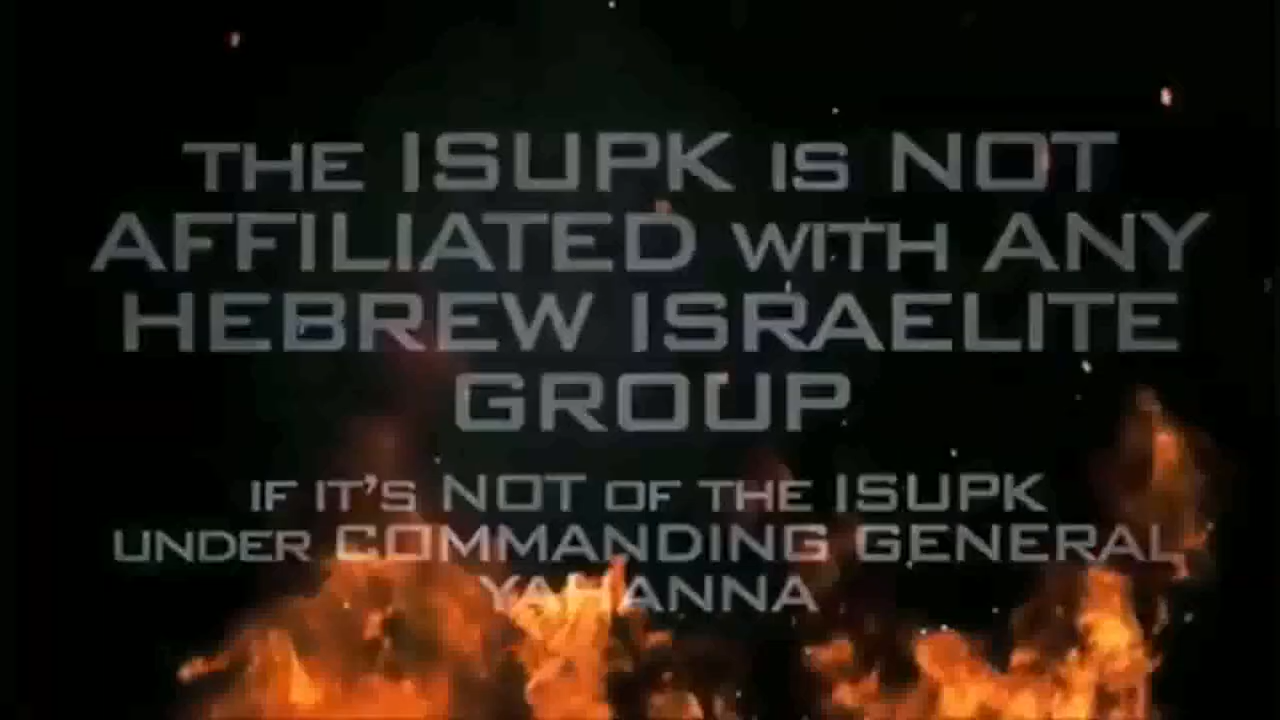 THE ISUPK IS NOT
AFFILIATED WITH ANY
HEBREW ISRAELITE
GROUP
IF IT'S NOT OF THE ISUPK
UNDER COMMANDING GENERAL
YAHANNA